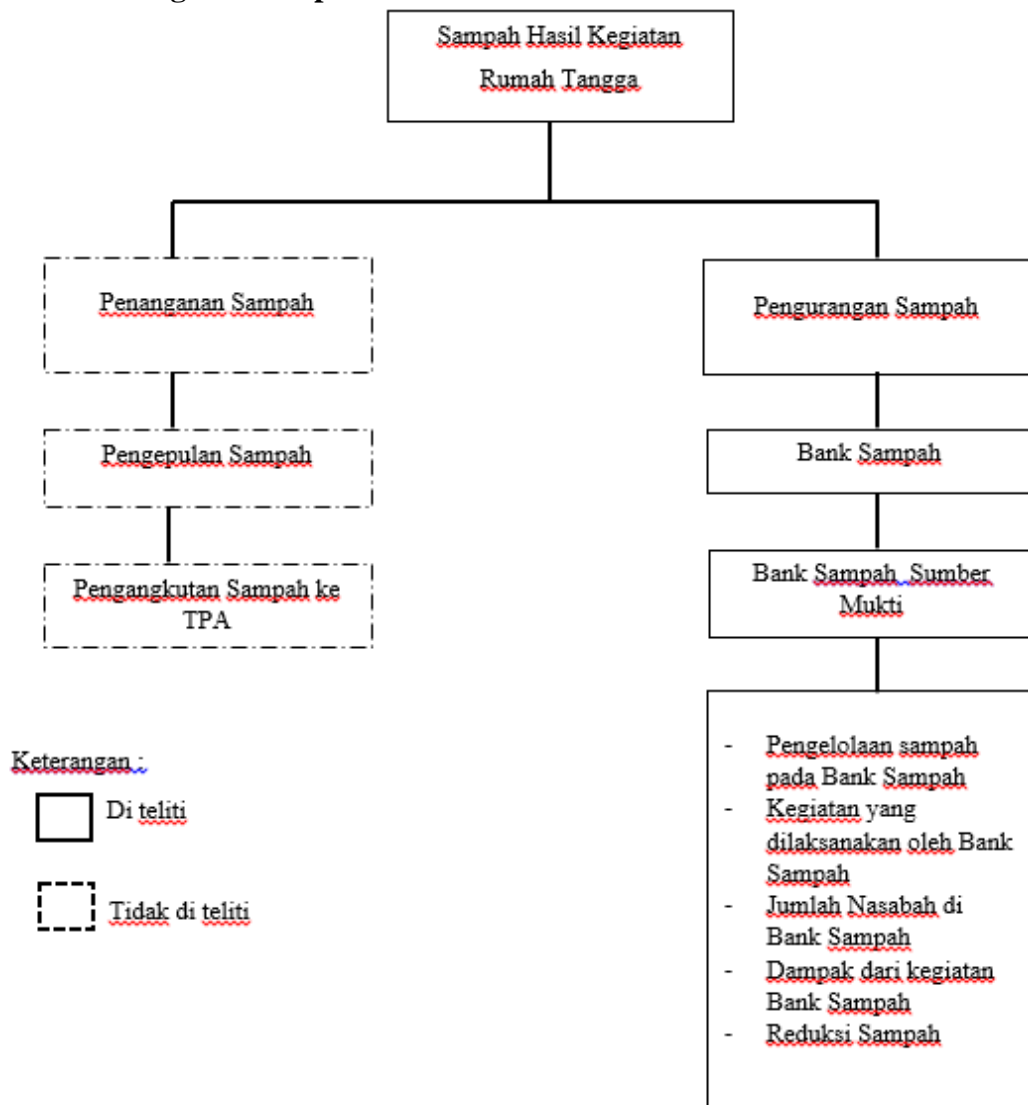 Sampah Hasil Kegiatan
Rumah Tangga
Penanganan Sampah
Pengurangan Sampah
Pengepulan Sampah
Bank Sampah
Pengangkutan Sampah ke
TPA
Bank Sampah Sumber
Mukti
Keterangan :
Di teliti
Tidak di teliti
- Pengelolaan sampah
pada Bank Sampah
- Kegiatan yang
dilaksanakan oleh Bank
Sampah
- Jumlah Nasabah di
Bank Sampah
- Dampak dari kegiatan
Bank Sampah
- Reduksi Sampah